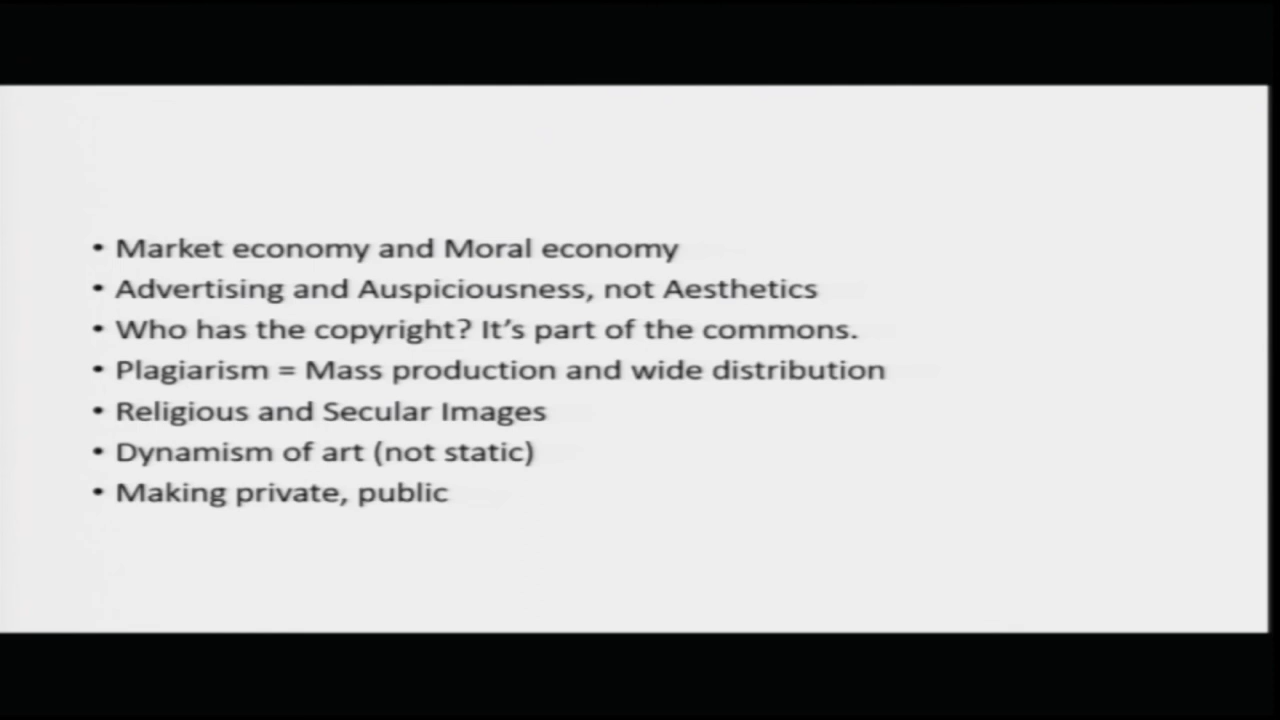 • Market economy and Moral economy
• Advertising and Auspiciousness, not Aesthetics
• Who has the copyright? It’s part of the commons.
• Plagiarism = Mass production and wide distribution
• Religious and Secular Images
• Dynamism of art (not static)
• Making private, public